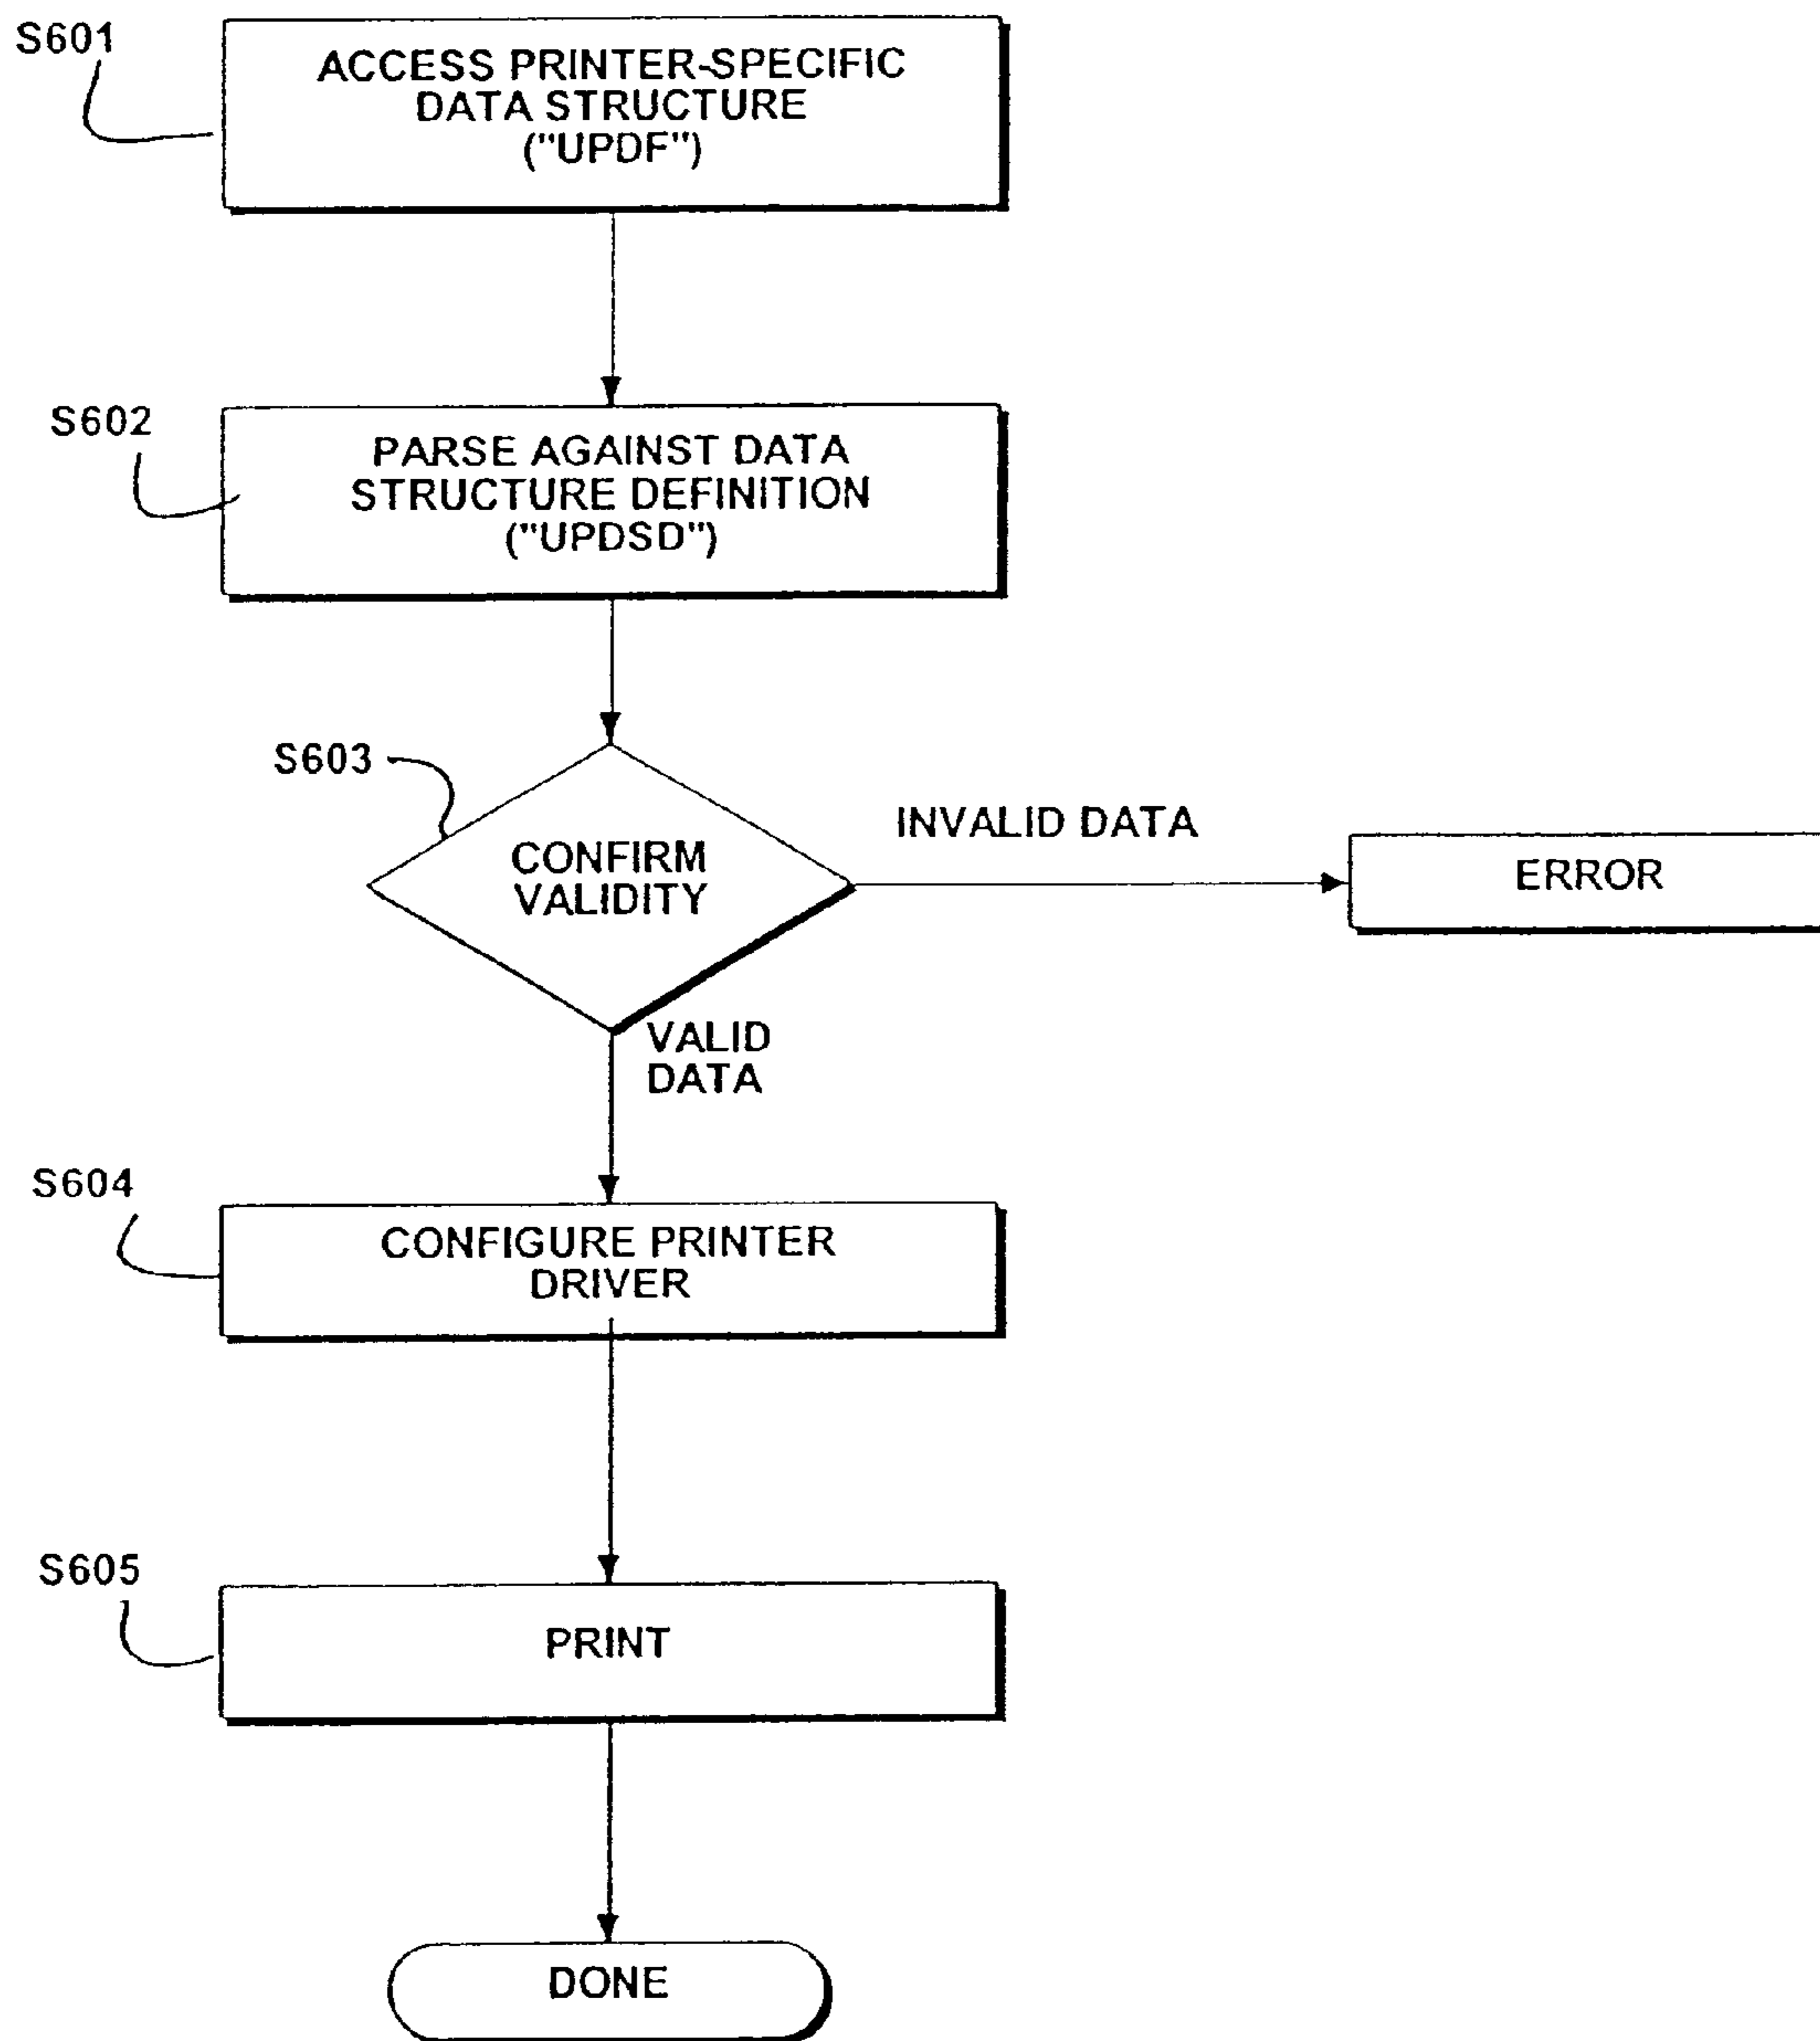 S601
ACCESS PRINTER-SPECIFIC
DATA STRUCTURE
("UPDF")
S602
PARSE AGAINST DATA
STRUCTURE DEFINITION
("UPDSD")
S603
CONFIRM
VALIDITY
INVALID DATA
ERROR
VALID
DATA
S604
CONFIGURE PRINTER
DRIVER
S605
PRINT
DONE